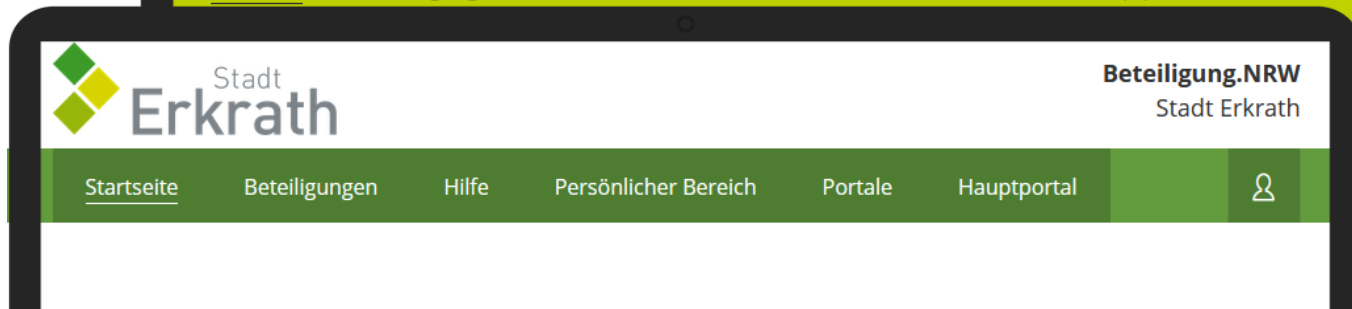 Stadt
Erkrath
Beteiligung.NRW
Stadt Erkrath
Startseite Beteiligungen Hilfe Persönlicher Bereich Portale Hauptportal